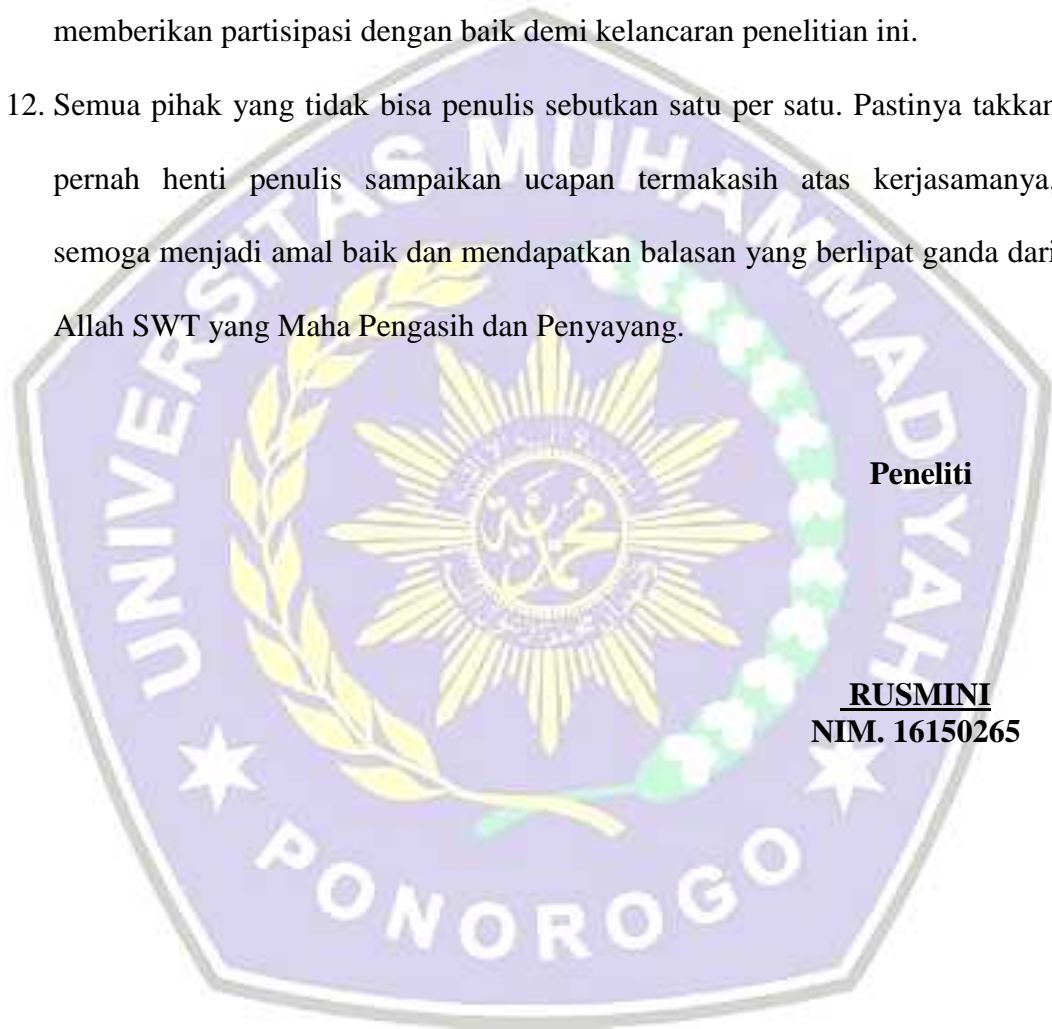 memberikan partisipasi dengan baik demi kelancaran penelitian ini.
12. Semua pihak yang tidak bisa penulis sebutkan satu per satu. Pastinya takkan
pernah henti penulis sampaikan ucapan termakasih atas kerjasamanya,
semoga menjadi amal baik dan mendapatkan balasan yang berlipat ganda dari
Allah SWT yang Maha Pengasih dan Penyayang.
Peneliti
RUSMINI
NIM. 16150265
UNIVERSITAS MUHAMMADYAH
PONOROGO
محمدية